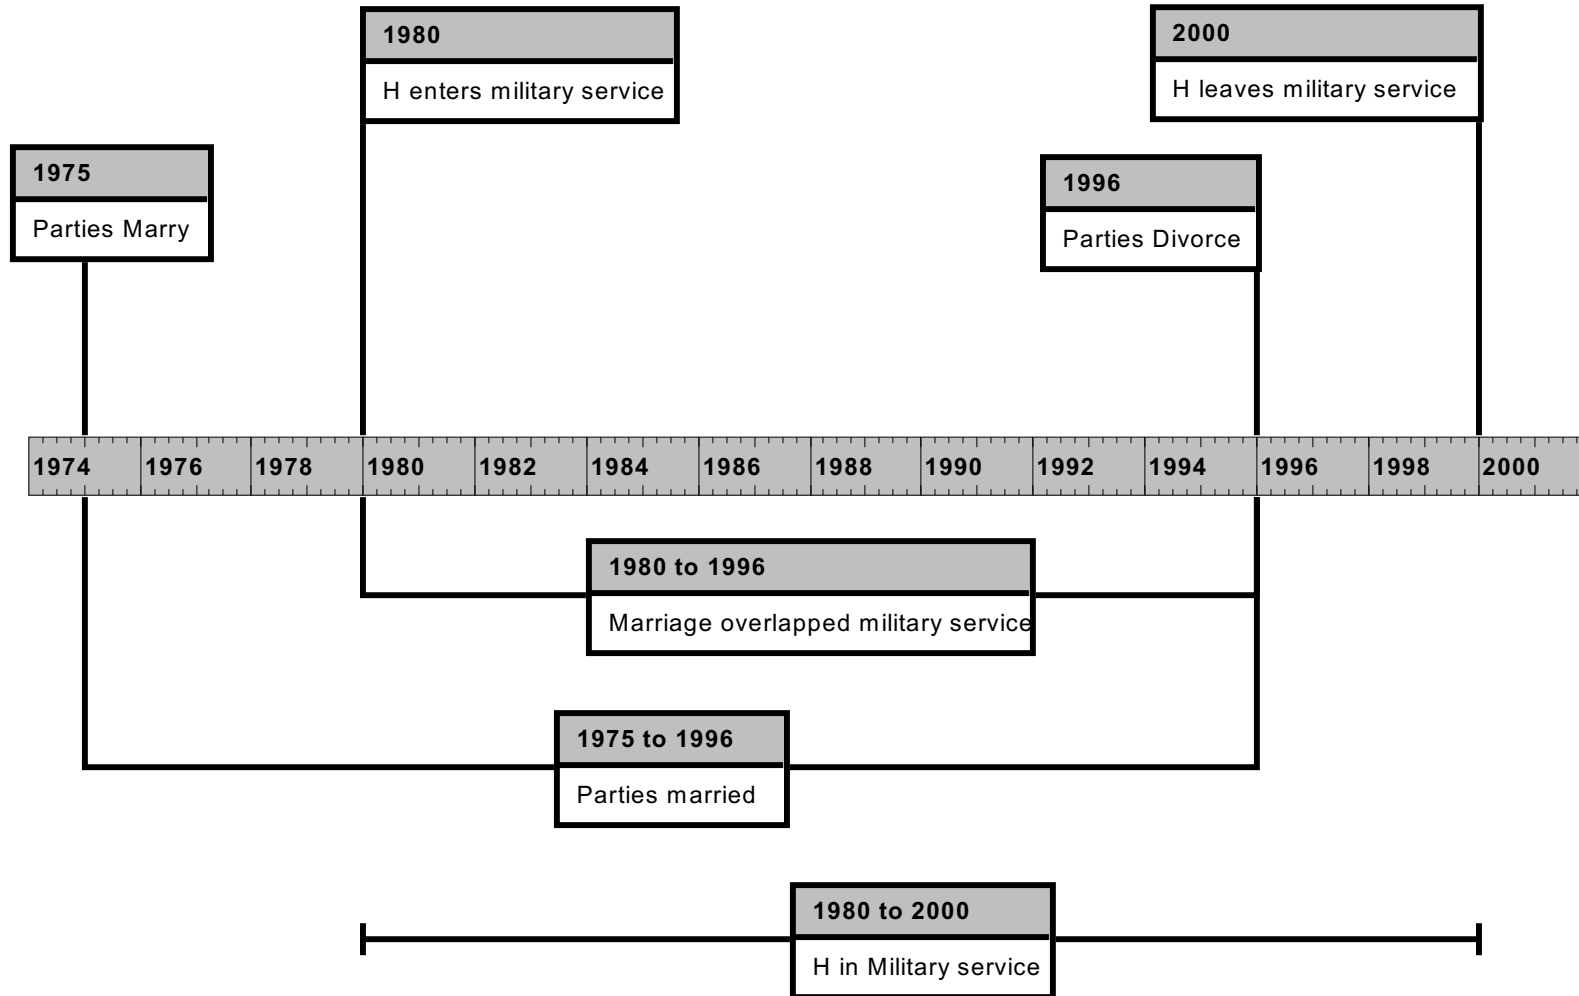 1980
H enters military service
2000
H leaves military service
1975
Parties Marry
1996
Parties Divorce
1974 1976 1978 1980 1982 1984 1986 1988 1990 1992 1994 1996 1998 2000
1980 to 1996
Marriage overlapped military service
1975 to 1996
Parties married
1980 to 2000
H in Military service